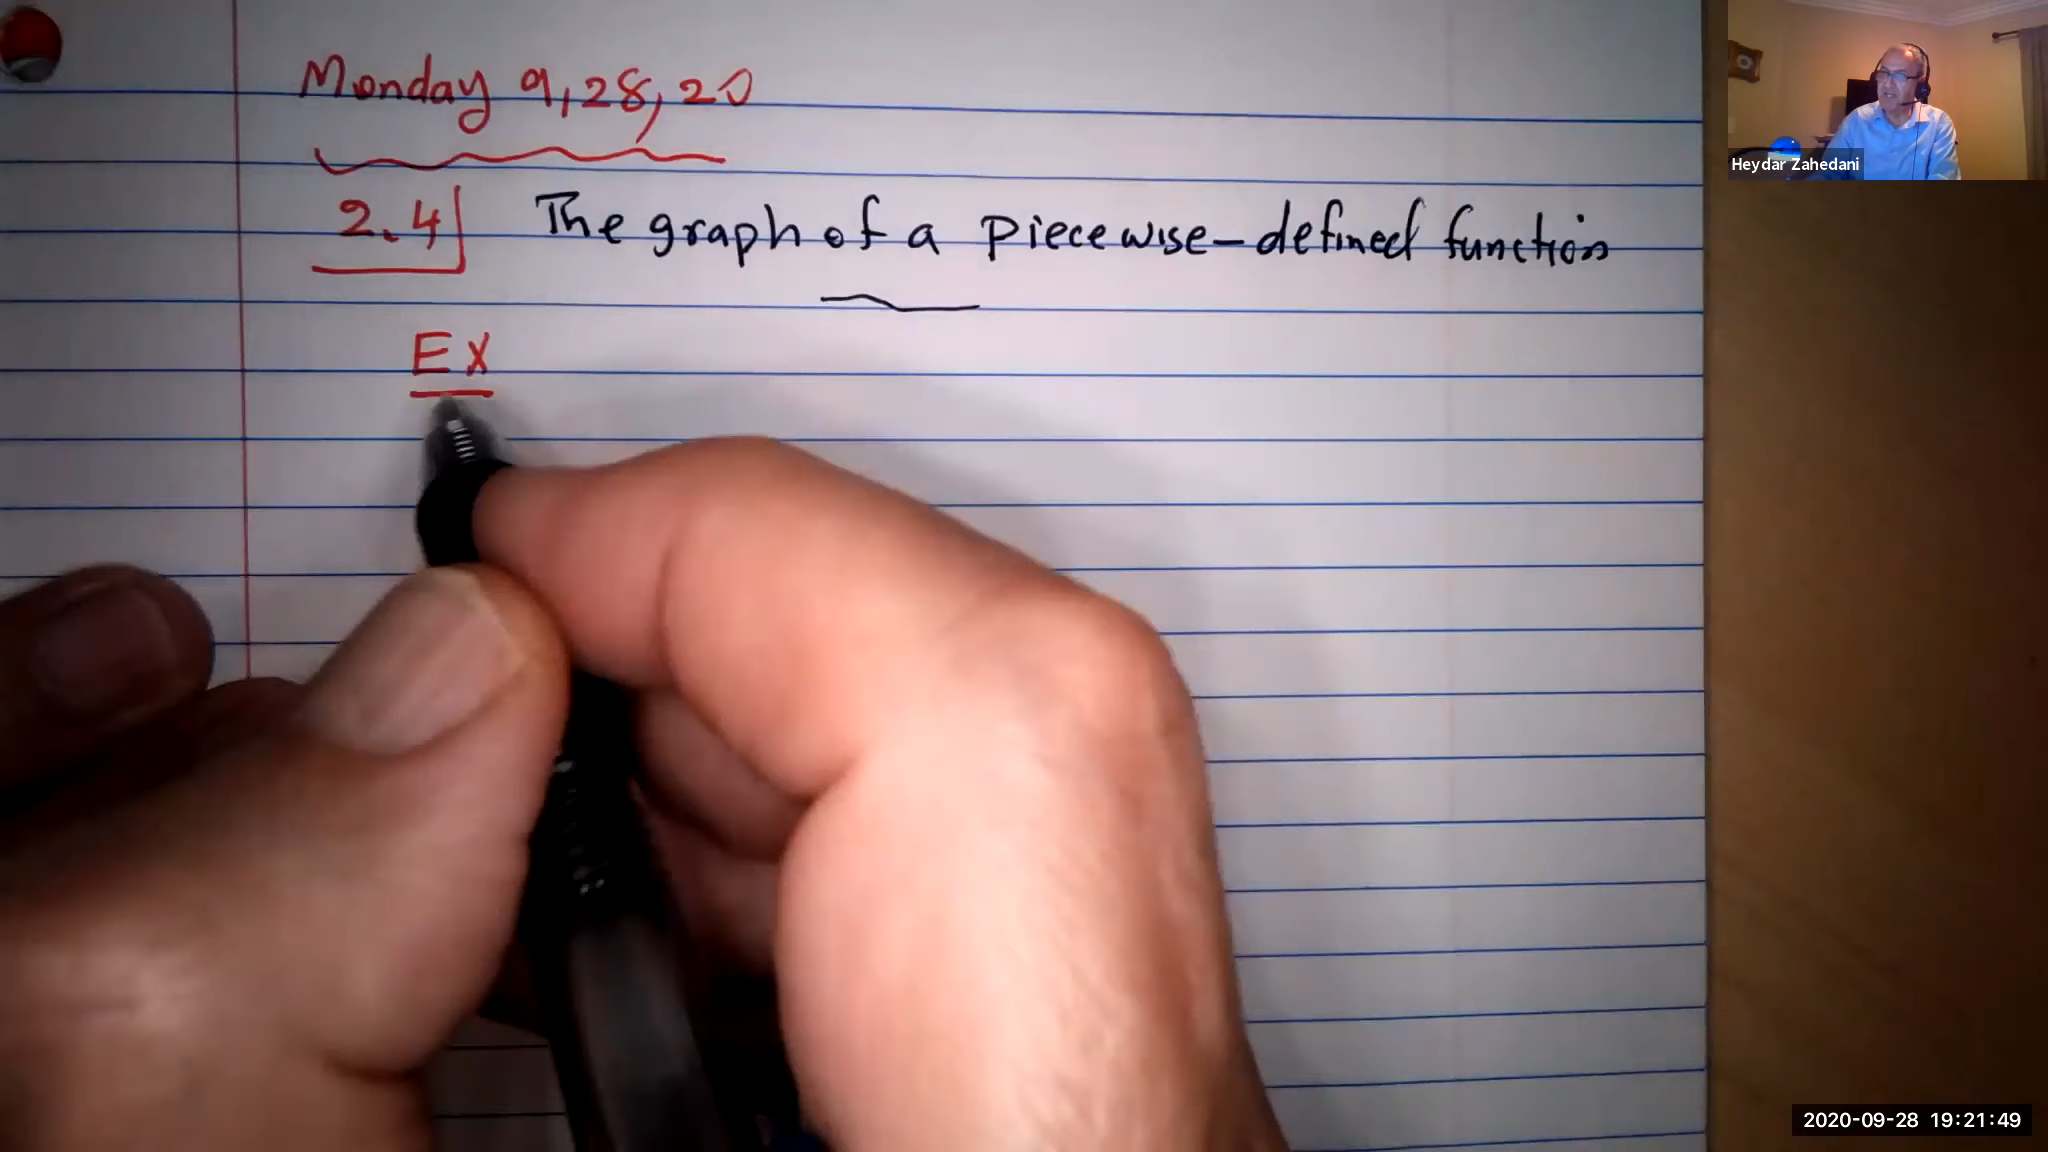 Monday 9,28,20
2.4 The graph of a piecewise-defined function
EX
Heydar Zahedani
2020-09-28 19:21:49